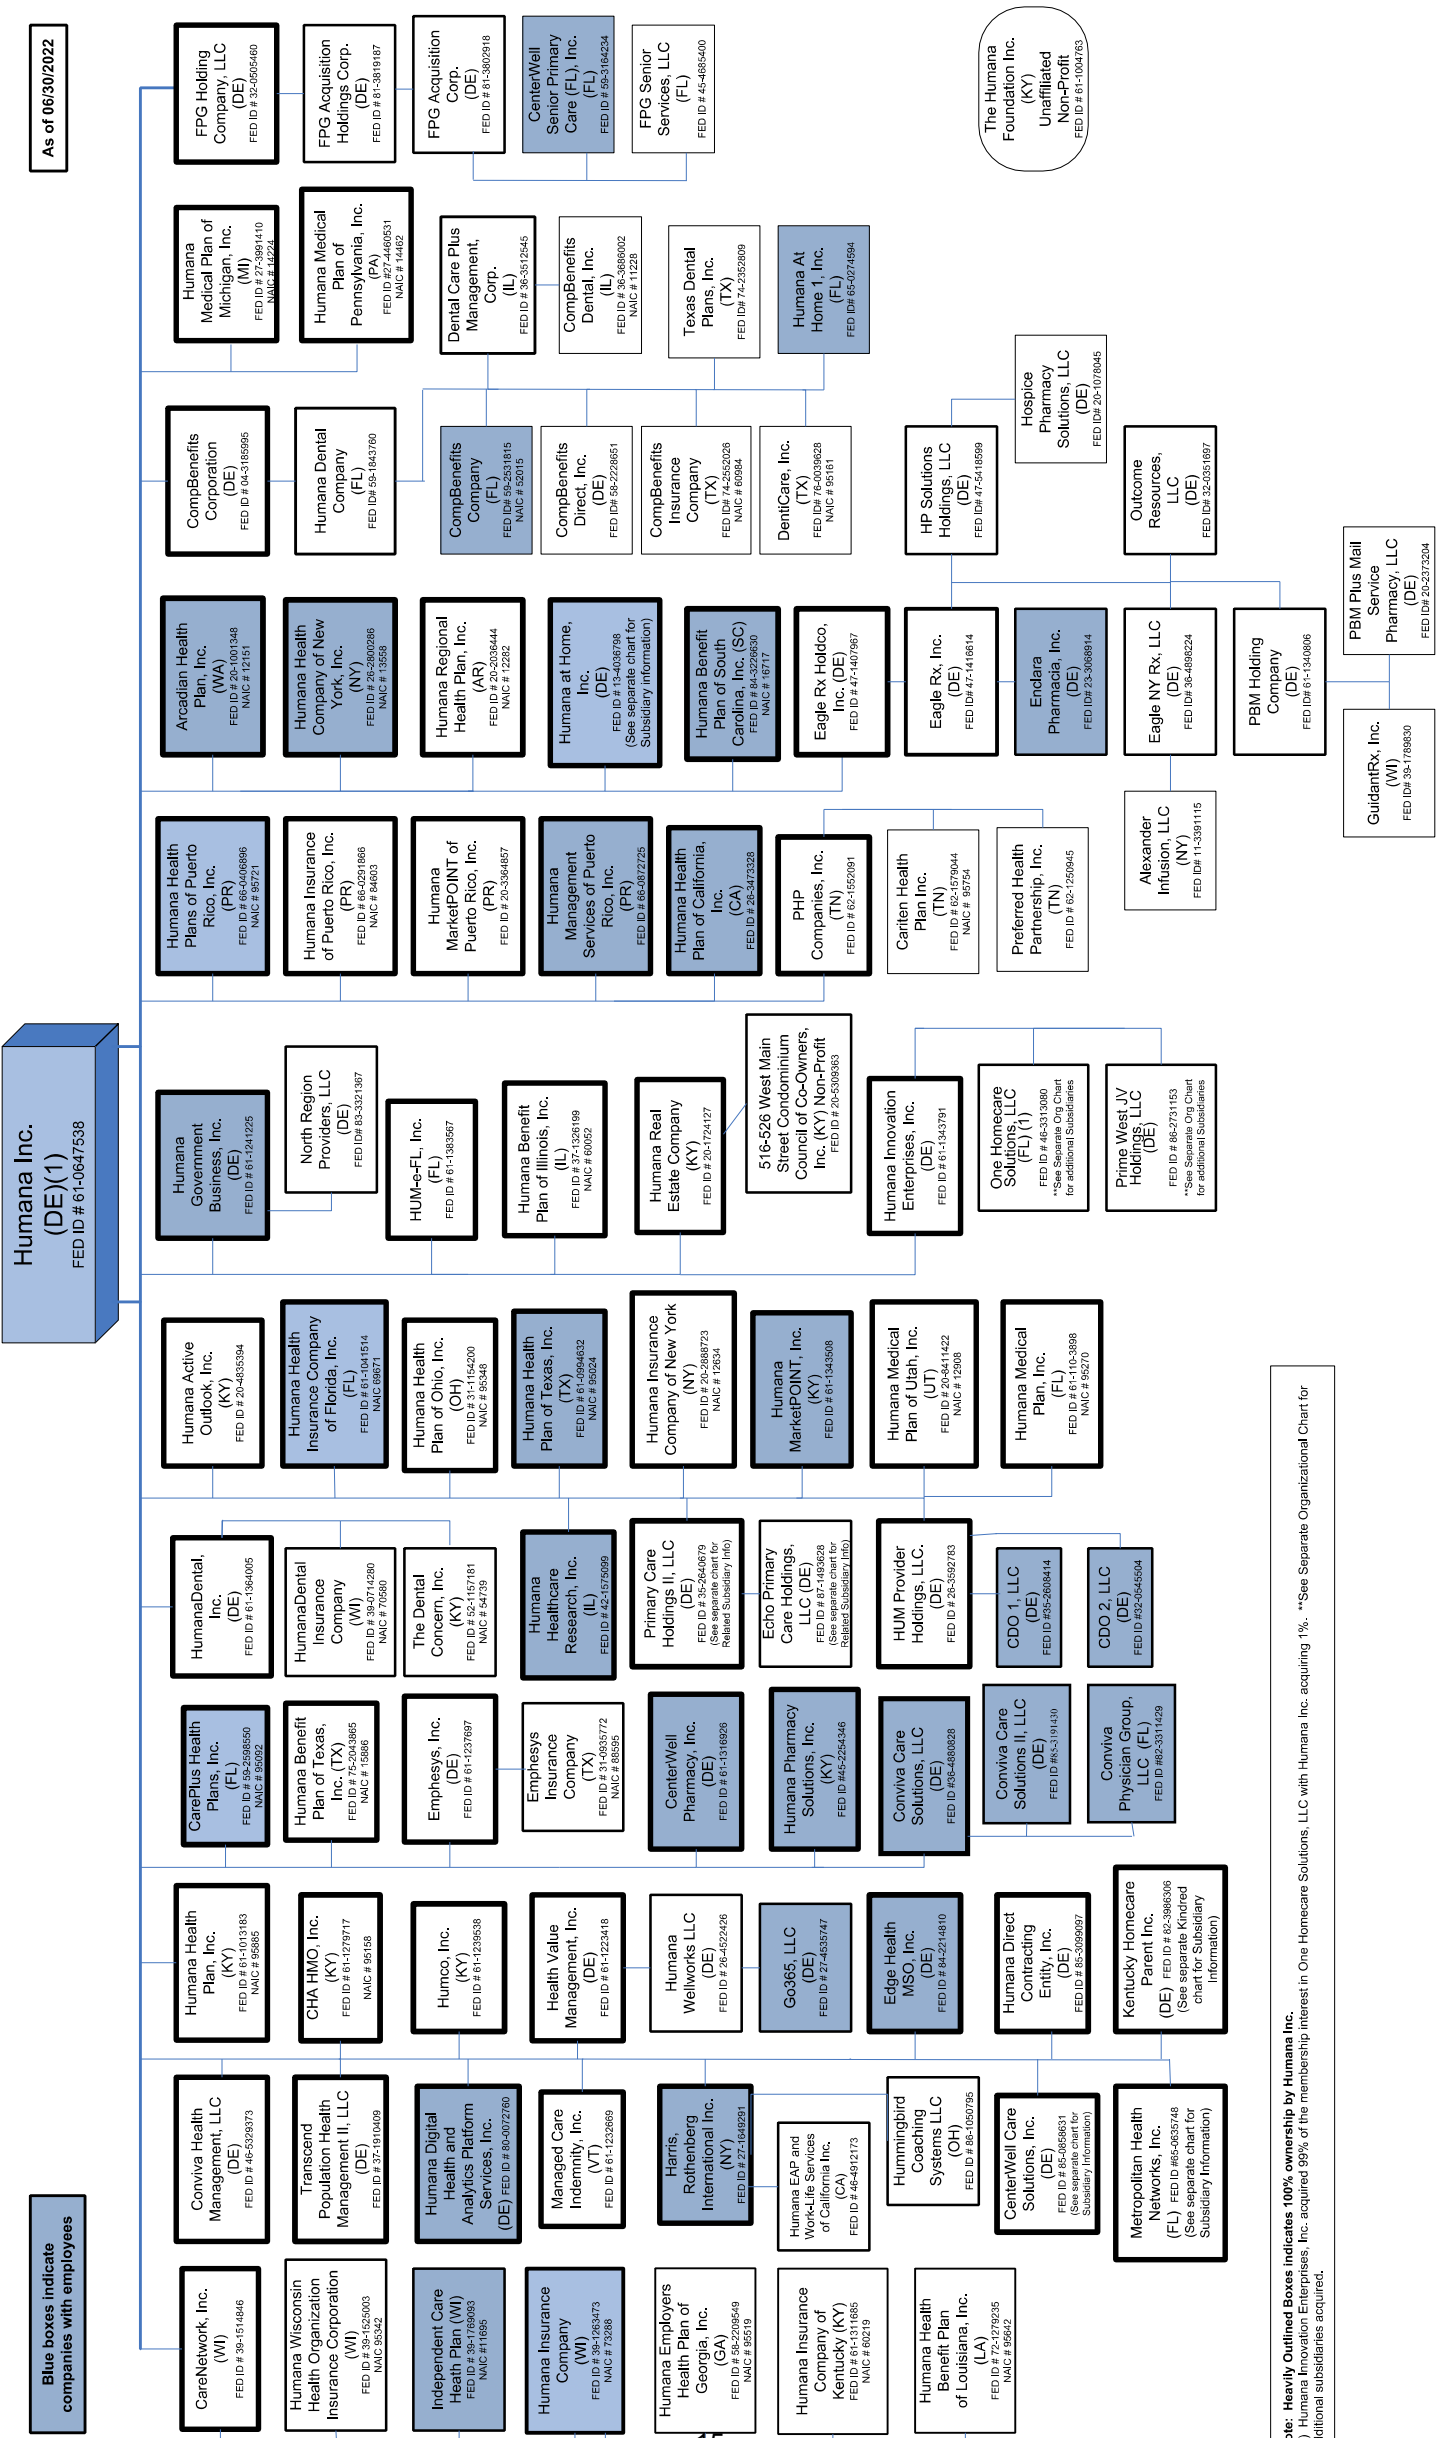 Humana Inc.
(DE)(1)
FED ID # 61-0647538
Blue boxes indicate
companies with employees
As of 06/30/2022
CareNetwork, Inc.
(WI)
FED ID # 39-1514846
Humana Wisconsin
Health Organization
Insurance Corporation
(WI)
FED ID # 39-1525003
NAIC 95342
Independent Care
Heath Plan (WI)
FED ID # 39-1769093
NAIC #11695
Humana Insurance
Company
(WI)
FED ID # 39-1263473
NAIC # 73288
Humana Employers
Health Plan of
Georgia, Inc.
(GA)
FED ID # 58-2209549
NAIC # 95519
Humana Insurance
Company of
Kentucky (KY)
FED ID # 61-1311685
NAIC # 60219
Humana Health
Benefit Plan
of Louisiana, Inc.
(LA)
FED ID # 72-1279235
NAIC # 95642
Conviva Health
Management, LLC
(DE)
FED ID # 46-5329373
Transcend
Population Health
Management II, LLC
(DE)
FED ID # 37-1910409
Humana Digital
Health and
Analytics Platform
Services, Inc.
(DE) FED ID # 80-0072760
Managed Care
Indemnity, Inc.
(VT)
FED ID # 61-1232669
Harris,
Rothenberg
International Inc.
(NY)
FED ID # 27-1649291
Humana EAP and
Work-Life Services
of California Inc.
(CA)
FED ID # 46-4912173
Hummingbird
Coaching
Systems LLC
(OH)
FED ID # 86-1050795
CenterWell Care
Solutions, Inc.
(DE)
FED ID # 85-0858631
(See separate chart for
Subsidiary Information)
Metropolitan Health
Networks, Inc.
(FL) FED ID #65-0635748
(See separate chart for
Subsidiary Information)
Humana Health
Plan, Inc.
(KY)
FED ID # 61-1013183
NAIC # 95885
CHA HMO, Inc.
(KY)
FED ID # 61-1279717
NAIC # 95158
Humco, Inc.
(KY)
FED ID # 61-1239538
Health Value
Management, Inc.
(DE)
FED ID # 61-1223418
Humana
Wellworks LLC
(DE)
FED ID # 26-4522426
Go365, LLC
(DE)
FED ID # 27-4535747
Edge Health
MSO, Inc.
(DE)
FED ID # 84-2214810
Humana Direct
Contracting
Entity, Inc.
(DE)
FED ID # 85-3099097
Kentucky Homecare
Parent Inc.
(DE) FED ID # 82-3986306
(See separate Kindred
chart for Subsidiary
Information)
CarePlus Health
Plans, Inc.
(FL)
FED ID # 59-2598550
NAIC # 95092
Humana Benefit
Plan of Texas,
Inc. (TX)
FED ID # 75-2043865
NAIC # 15886
Emphesys, Inc.
(DE)
FED ID # 61-1237697
Emphesys
Insurance
Company
(TX)
FED ID # 31-0935772
NAIC # 88595
CenterWell
Pharmacy, Inc.
(DE)
FED ID # 61-1316926
Humana Pharmacy
Solutions, Inc.
(KY)
FED ID #45-2254346
Conviva Care
Solutions, LLC
(DE)
FED ID #36-4880828
Conviva Care
Solutions II, LLC
(DE)
FED ID #85-3191430
Conviva
Physician Group,
LLC (FL)
FED ID #82-3311429
HumanaDental,
Inc.
(DE)
FED ID # 61-1364005
HumanaDental
Insurance
Company
(WI)
FED ID # 39-0714280
NAIC # 70580
The Dental
Concern, Inc.
(KY)
FED ID # 52-1157181
NAIC # 54739
Humana
Healthcare
Research, Inc.
(IL)
FED ID # 42-1575099
Primary Care
Holdings II, LLC
(DE)
FED ID # 35-2640679
(See separate chart for
Related Subsidiary Info)
Echo Primary
Care Holdings,
LLC (DE)
FED ID # 87-1493628
(See separate chart for
Related Subsidiary Info)
HUM Provider
Holdings, LLC.
(DE)
FED ID # 26-3592783
CDO 1, LLC
(DE)
FED ID #35-2608414
CDO 2, LLC
(DE)
FED ID #32-0545504
Humana Active
Outlook, Inc.
(KY)
FED ID # 20-4835394
Humana Health
Insurance Company
of Florida, Inc.
(FL)
FED ID # 61-1041514
NAIC 69671
Humana Health
Plan of Ohio, Inc.
(OH)
FED ID # 31-1154200
NAIC # 95348
Humana Health
Plan of Texas, Inc.
(TX)
FED ID # 61-0994632
NAIC # 95024
Humana Insurance
Company of New York
(NY)
FED ID # 20-2888723
NAIC # 12634
Humana
MarketPOINT, Inc.
(KY)
FED ID # 61-1343508
Humana Medical
Plan of Utah, Inc.
(UT)
FED ID # 20-8411422
NAIC # 12908
Humana Medical
Plan, Inc.
(FL)
FED ID # 61-110-3898
NAIC # 95270
Humana
Government
Business, Inc.
(DE)
FED ID # 61-1241225
North Region
Providers, LLC
(DE)
FED ID# 83-3321367
HUM-e-FL, Inc.
(FL)
FED ID # 61-1383567
Humana Benefit
Plan of Illinois, Inc.
(IL)
FED ID # 37-1326199
NAIC # 60052
Humana Real
Estate Company
(KY)
FED ID # 20-1724127
516-526 West Main
Street Condominium
Council of Co-Owners,
Inc. (KY) Non-Profit
FED ID # 20-5309363
Humana Innovation
Enterprises, Inc.
(DE)
FED ID # 61-1343791
One Homecare
Solutions, LLC
(FL) (1)
FED ID # 46-3313080
**See Separate Org Chart
for additional Subsidiaries
Prime West JV
Holdings, LLC
(DE)
FED ID # 86-2731153
**See Separate Org Chart
for additional Subsidiaries
Humana Health
Plans of Puerto
Rico, Inc.
(PR)
FED ID # 66-0406896
NAIC # 95721
Humana Insurance
of Puerto Rico, Inc.
(PR)
FED ID # 66-0291866
NAIC # 84603
Humana
MarketPOINT of
Puerto Rico, Inc.
(PR)
FED ID # 20-3364857
Humana
Management
Services of Puerto
Rico, Inc.
(PR)
FED ID # 66-0872725
Humana Health
Plan of California,
Inc.
(CA)
FED ID # 26-3473328
PHP
Companies, Inc.
(TN)
FED ID # 62-1552091
Cariten Health
Plan Inc.
(TN)
FED ID # 62-1579044
NAIC # 95754
Preferred Health
Partnership, Inc.
(TN)
FED ID # 62-1250945
Alexander
Infusion, LLC
(NY)
FED ID# 11-3391115
GuidantRx, Inc.
(WI)
FED ID# 39-1789830
Arcadian Health
Plan, Inc.
(WA)
FED ID # 20-1001348
NAIC # 12151
Humana Health
Company of New
York, Inc.
(NY)
FED ID # 26-2800286
NAIC # 13558
Humana Regional
Health Plan, Inc.
(AR)
FED ID # 20-2036444
NAIC # 12282
Humana at Home,
Inc.
(DE)
FED ID # 13-4036798
(See separate chart for
Subsidiary information)
Humana Benefit
Plan of South
Carolina, Inc. (SC)
FED ID # 84-3226630
NAIC # 16717
Eagle Rx Holdco,
Inc. (DE)
FED ID # 47-1407967
Eagle Rx, Inc.
(DE)
FED ID# 47-1416614
Enclara
Pharmacia, Inc.
(DE)
FED ID# 23-3068914
Eagle NY Rx, LLC
(DE)
FED ID# 36-4898224
PBM Holding
Company
(DE)
FED ID# 61-1340806
PBM Plus Mail
Service
Pharmacy, LLC
(DE)
FED ID# 20-2373204
CompBenefits
Corporation
(DE)
FED ID # 04-3185995
Humana Dental
Company
(FL)
FED ID# 59-1843760
CompBenefits
Company
(FL)
FED ID# 59-2531815
NAIC # 52015
CompBenefits
Direct, Inc.
(DE)
FED ID# 58-2228651
CompBenefits
Insurance
Company
(TX)
FED ID# 74-2552026
NAIC # 60984
DentiCare, Inc.
(TX)
FED ID# 76-0039628
NAIC # 95161
HP Solutions
Holdings, LLC
(DE)
FED ID# 47-5418599
Hospice
Pharmacy
Solutions, LLC
(DE)
FED ID# 20-1078045
Outcome
Resources,
LLC
(DE)
FED ID# 32-0351697
Humana
Medical Plan of
Michigan, Inc.
(MI)
FED ID # 27-3991410
NAIC # 14224
Humana Medical
Plan of
Pennsylvania, Inc.
(PA)
FED ID #27-4460531
NAIC # 14462
Dental Care Plus
Management,
Corp.
(IL)
FED ID # 36-3512545
CompBenefits
Dental, Inc.
(IL)
FED ID # 36-3686002
NAIC # 11228
Texas Dental
Plans, Inc.
(TX)
FED ID# 74-2352809
Humana At
Home 1, Inc.
(FL)
FED ID# 65-0274594
FPG Holding
Company, LLC
(DE)
FED ID # 32-0505460
FPG Acquisition
Holdings Corp.
(DE)
FED ID # 81-3819187
FPG Acquisition
Corp.
(DE)
FED ID # 81-3802918
CenterWell
Senior Primary
Care (FL), Inc.
(FL)
FED ID # 59-3164234
FPG Senior
Services, LLC
(FL)
FED ID # 45-4685400
The Humana
Foundation Inc.
(KY)
Unaffiliated
Non-Profit
FED ID # 61-1004763
Heavily Outlined Boxes indicates 100% ownership by Humana Inc.
Humana Innovation Enterprises, Inc. acquired 99% of the membership interest in One Homecare Solutions, LLC with Humana Inc. acquiring 1%. **See Separate Organizational Chart for
additional subsidiaries acquired.